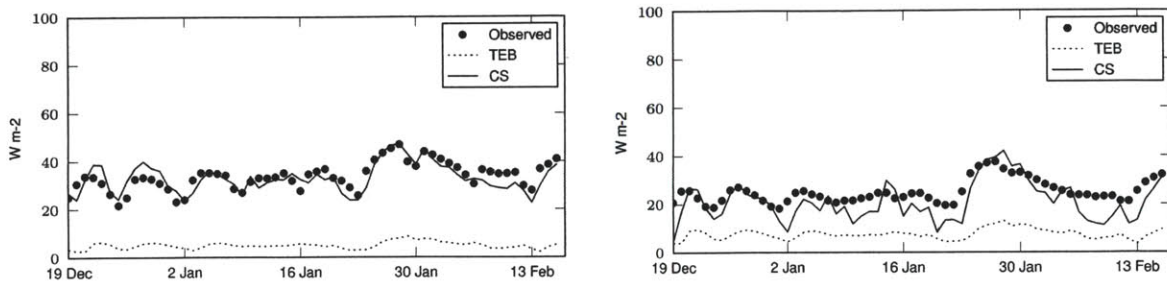 100
80
60
40
20
0
W m-2
19 Dec
2 Jan
16 Jan
30 Jan
13 Feb
Observed
TEB
CS
100
80
60
40
20
0
W m-2
19 Dec
2 Jan
16 Jan
30 Jan
13 Feb
Observed
TEB
CS